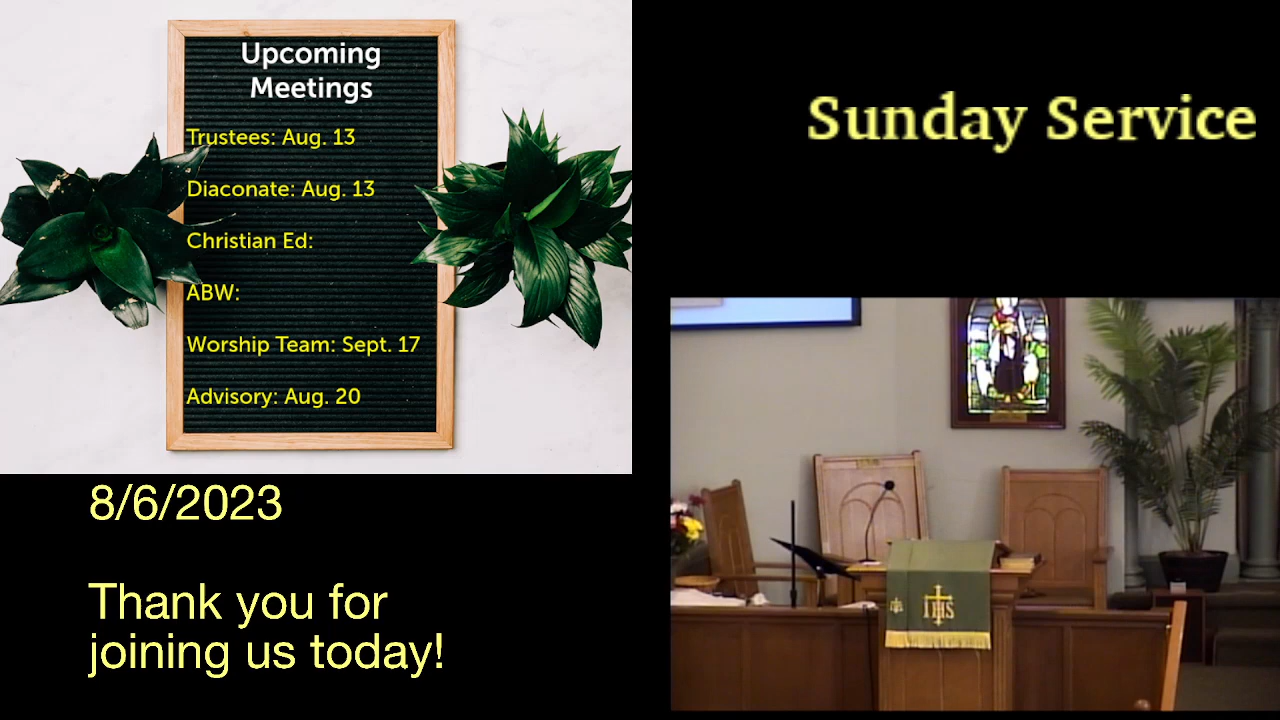 Upcoming
Meetings
Trustees: Aug. 13
Diaconate: Aug. 13
Christian Ed:
ABW:
Worship Team: Sept. 17
Advisory: Aug. 20
8/6/2023
Thank you for
joining us today!
Sunday Service
IHS